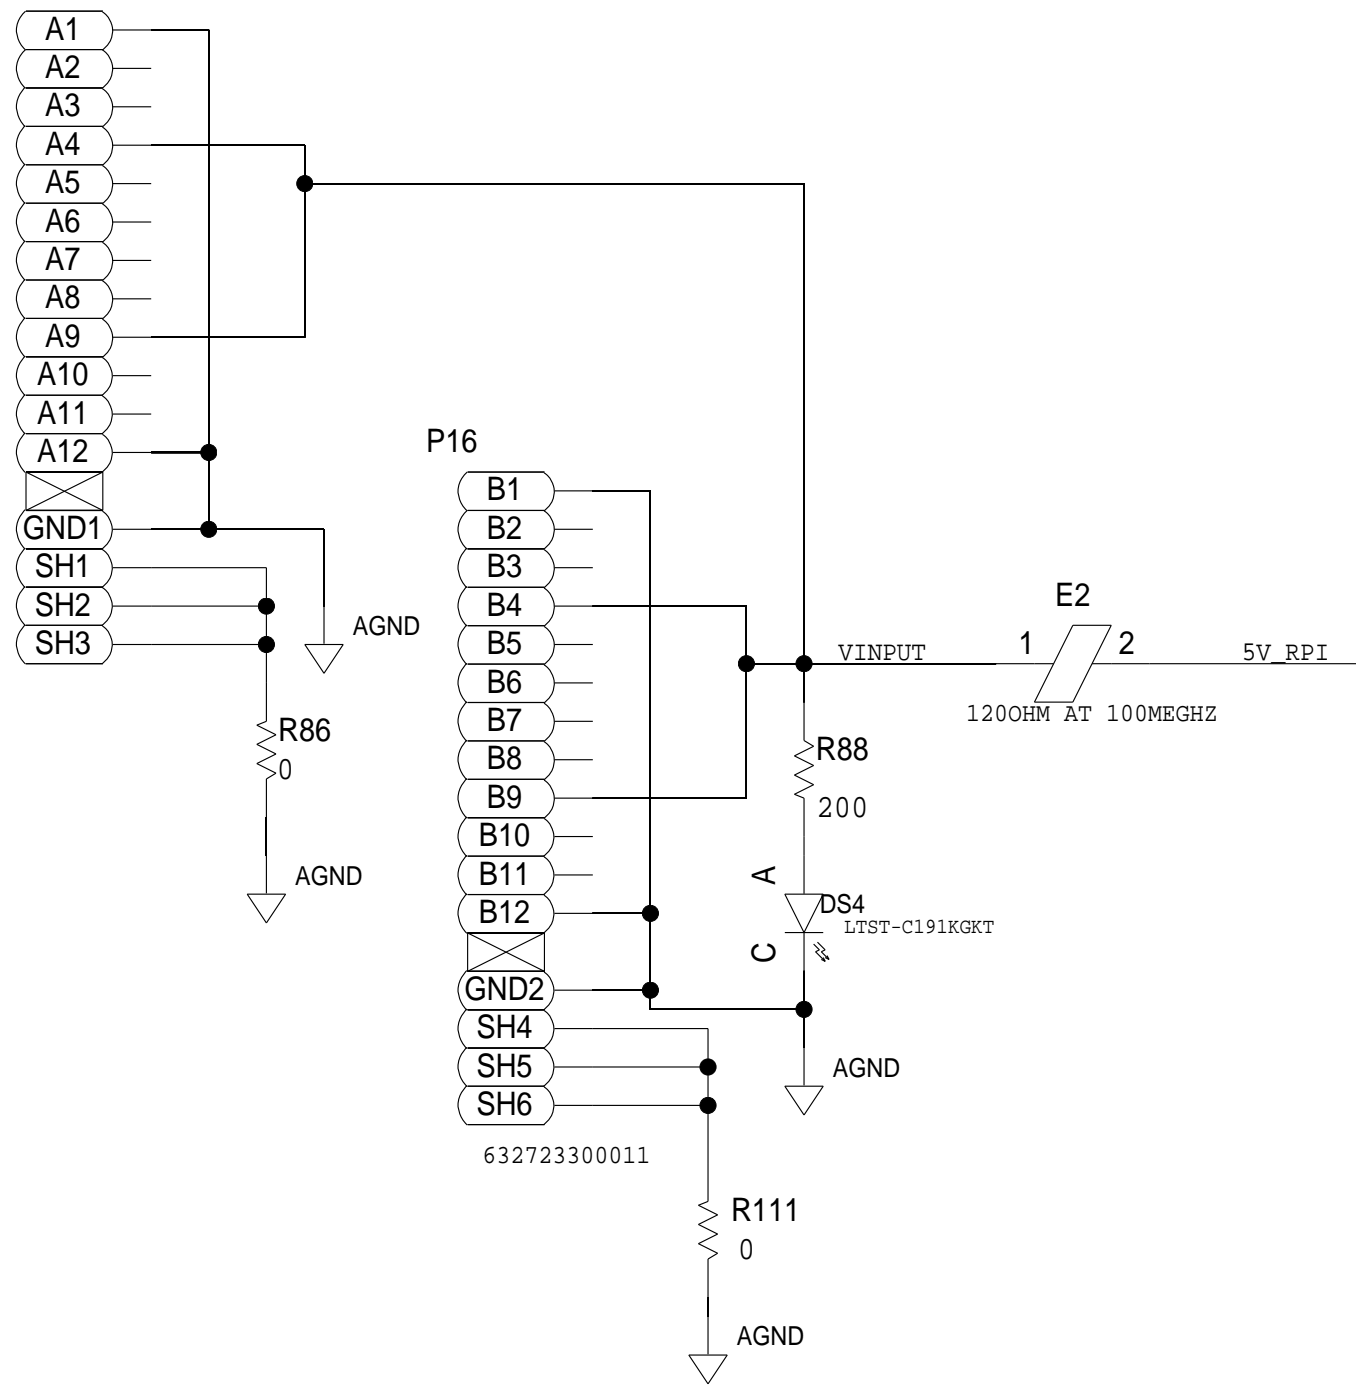 A1
A2
A3
A4
A5
A6
A7
A8
A9
A10
A11
A12
GND1
SH1
SH2
SH3
AGND
R86
0
AGND
P16
B1
B2
B3
B4
B5
B6
B7
B8
B9
B10
B11
B12
GND2
SH4
SH5
SH6
632723300011
R111
0
AGND
VINPUT
E2
1
2
5V_RPI
120OHM AT 100MEGHZ
R88
200
A
DS4
LTST-C191KGKT
C
AGND